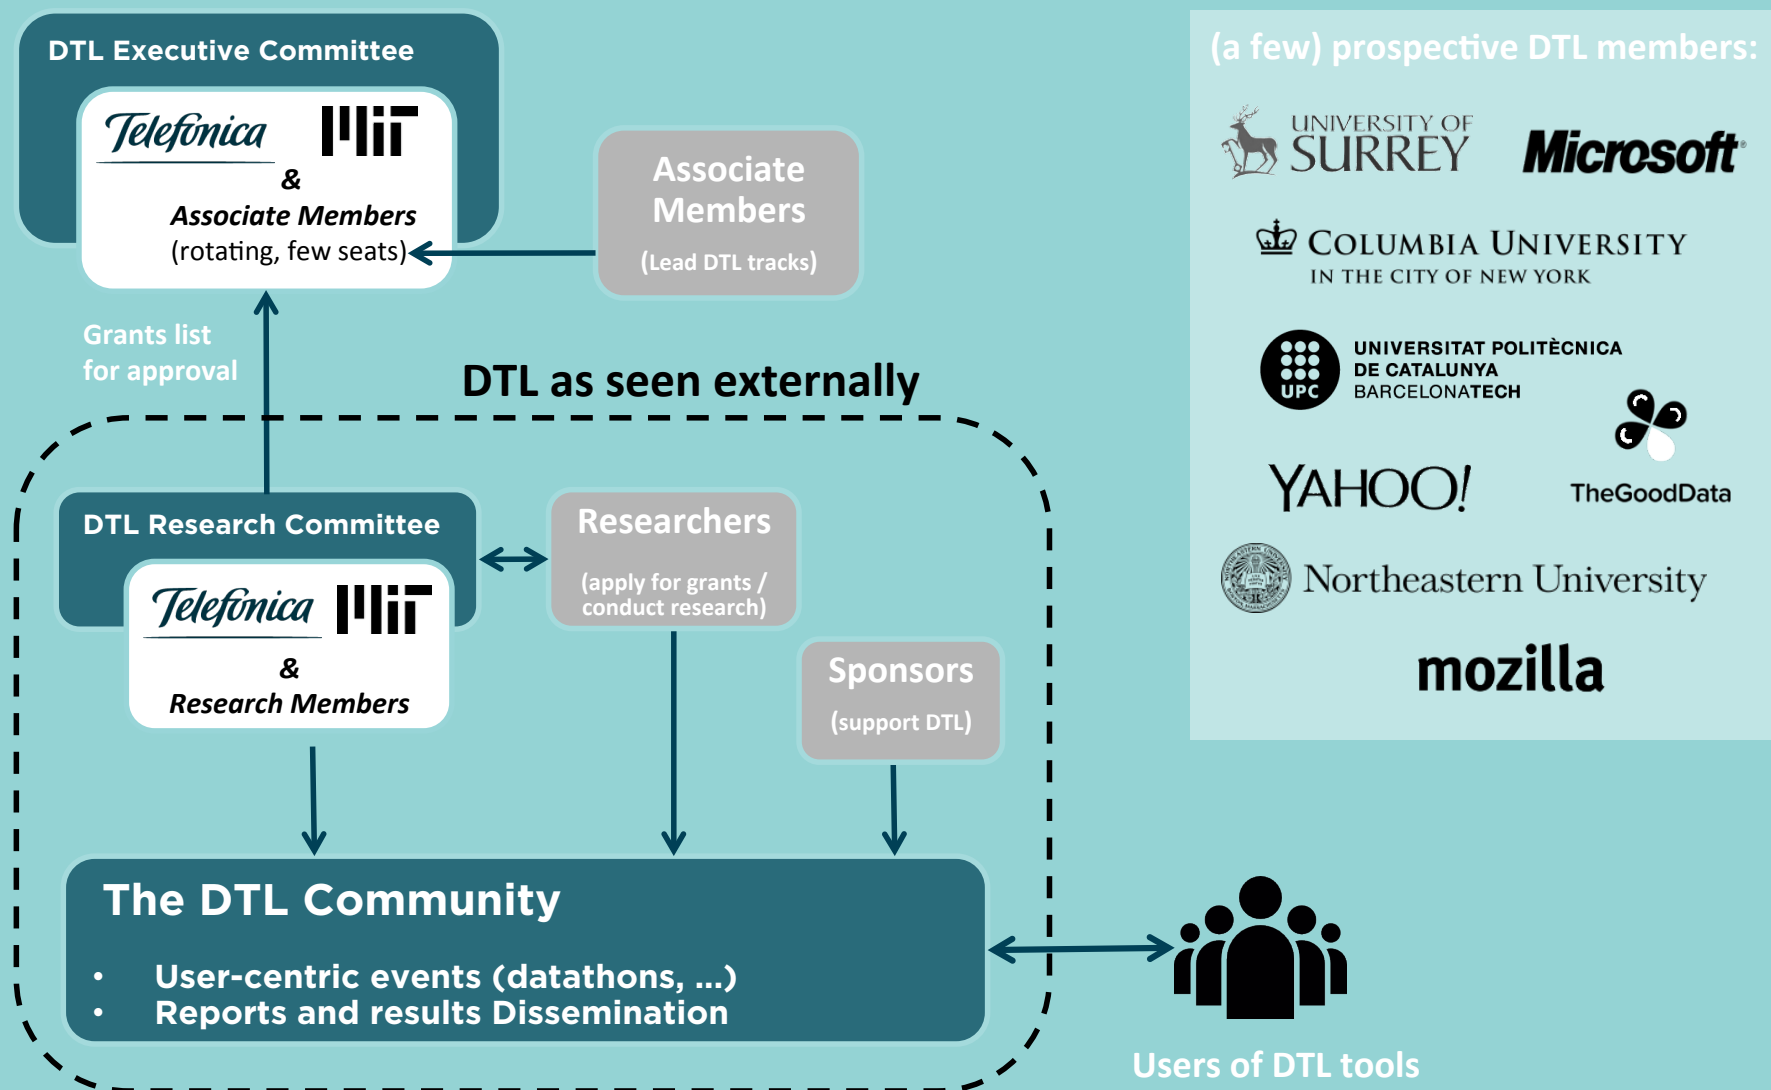 DTL Executive Committee
Telefónica MIT
&
Associate Members
(rotating, few seats)
Associate
Members
(Lead DTL tracks)
Grants list
for approval
DTL as seen externally
DTL Research Committee
Telefónica MIT
&
Research Members
Researchers
(apply for grants /
conduct research)
Sponsors
(support DTL)
The DTL Community
• User-centric events (datathons, ...)
• Reports and results Dissemination
Users of DTL tools
(a few) prospective DTL members:
UNIVERSITY OF
SURREY
Microsoft®
COLUMBIA UNIVERSITY
IN THE CITY OF NEW YORK
UPC
UNIVERSITAT POLITÈCNICA
DE CATALUNYA
BARCELONATECH
YAHOO!
TheGoodData
Northeastern University
mozilla